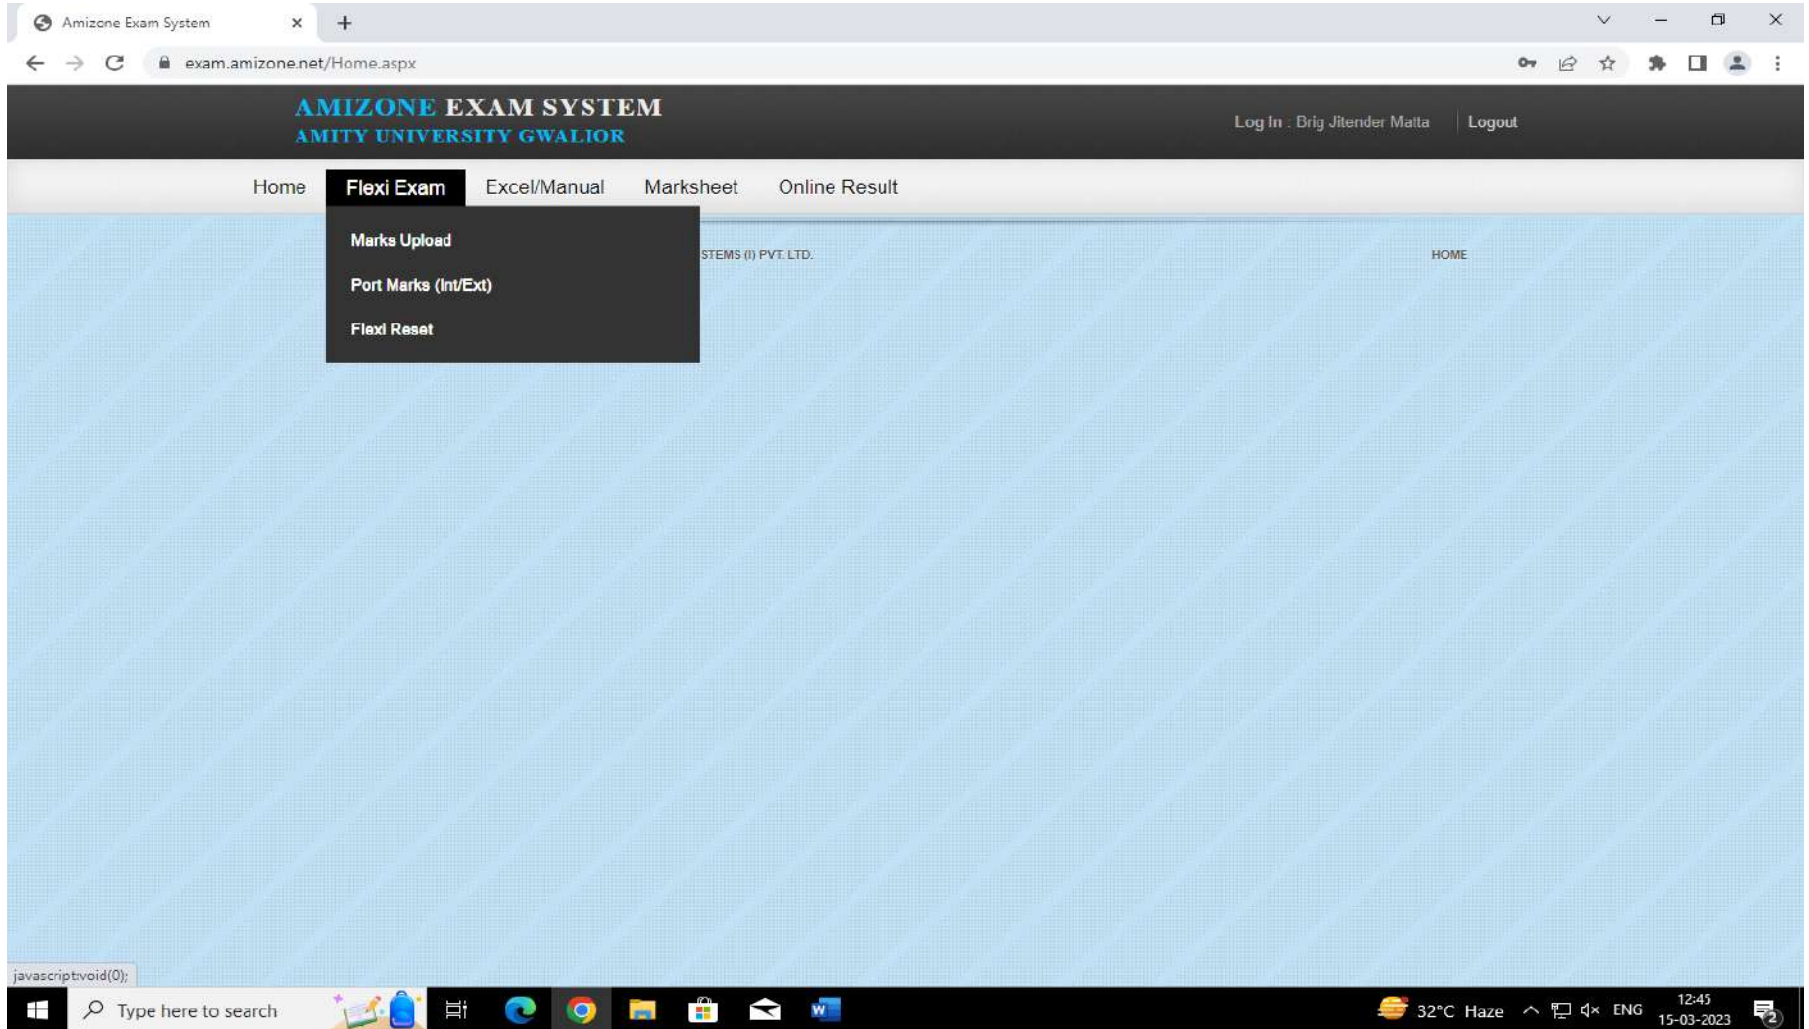 Amizone Exam System
exam.amizone.net/Home.aspx
AMIZONE EXAM SYSTEM
AMITY UNIVERSITY GWALIOR
Log In : Brig Jitender Matta Logout
Home Flexi Exam Excel/Manual Marksheet Online Result
Marks Upload
STEMS (I) PVT. LTD. HOME
Port Marks (Int/Ext)
Flexi Reset
javascript:void(0);
Type here to search
32°C Haze ENG 12:45
15-03-2023
2